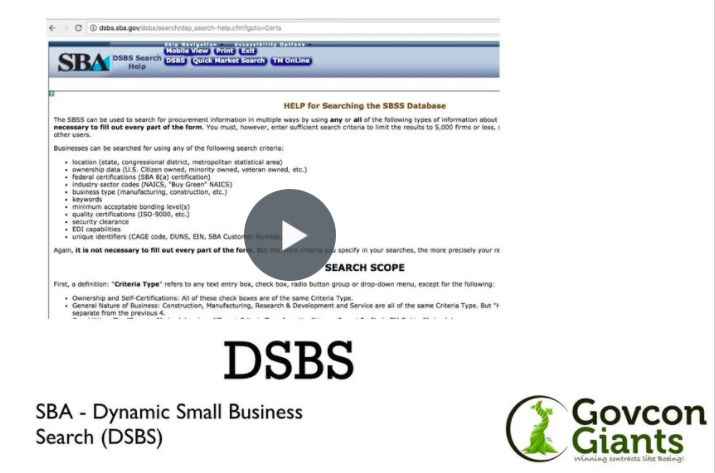 dsbs.sba.gov/dsbs/search/dsp_search-help.cfm?goto=Certs
Skip Navigation Accessibility Options
Mobile View Print Exit
SBA DSBS Search Help DSBS Quick Market Search TM OnLine
HELP for Searching the SBSS Database
The SBSS can be used to search for procurement information in multiple ways by using any or all of the following types of information about
necessary to fill out every part of the form. You must, however, enter sufficient search criteria to limit the results to 5,000 firms or less,
other users.
Businesses can be searched for using any of the following search criteria:
• location (state, congressional district, metropolitan statistical area)
• ownership data (U.S. Citizen owned, minority owned, veteran owned, etc.)
• federal certifications (SBA 8(a) certification)
• industry sector codes (NAICS, "Buy Green" NAICS)
• business type (manufacturing, construction, etc.)
• keywords
• minimum acceptable bonding level(s)
• quality certifications (ISO-9000, etc.)
• security clearance
• EDI capabilities
• unique identifiers (CAGE code, DUNS, EIN, SBA Customer Number
Again, it is not necessary to fill out every part of the form. But the more criteria you specify in your searches, the more precisely your re
SEARCH SCOPE
First, a definition: "Criteria Type" refers to any text entry box, check box, radio button group or drop-down menu, except for the following:
• Ownership and Self-Certifications: All of these check boxes are of the same Criteria Type.
• General Nature of Business: Construction, Manufacturing, Research & Development and Service are all of the same Criteria Type. But "H
separate from the previous 4.
DSBS
SBA - Dynamic Small Business
Search (DSBS)
Govcon
Giants
Winning contracts like Boeing!